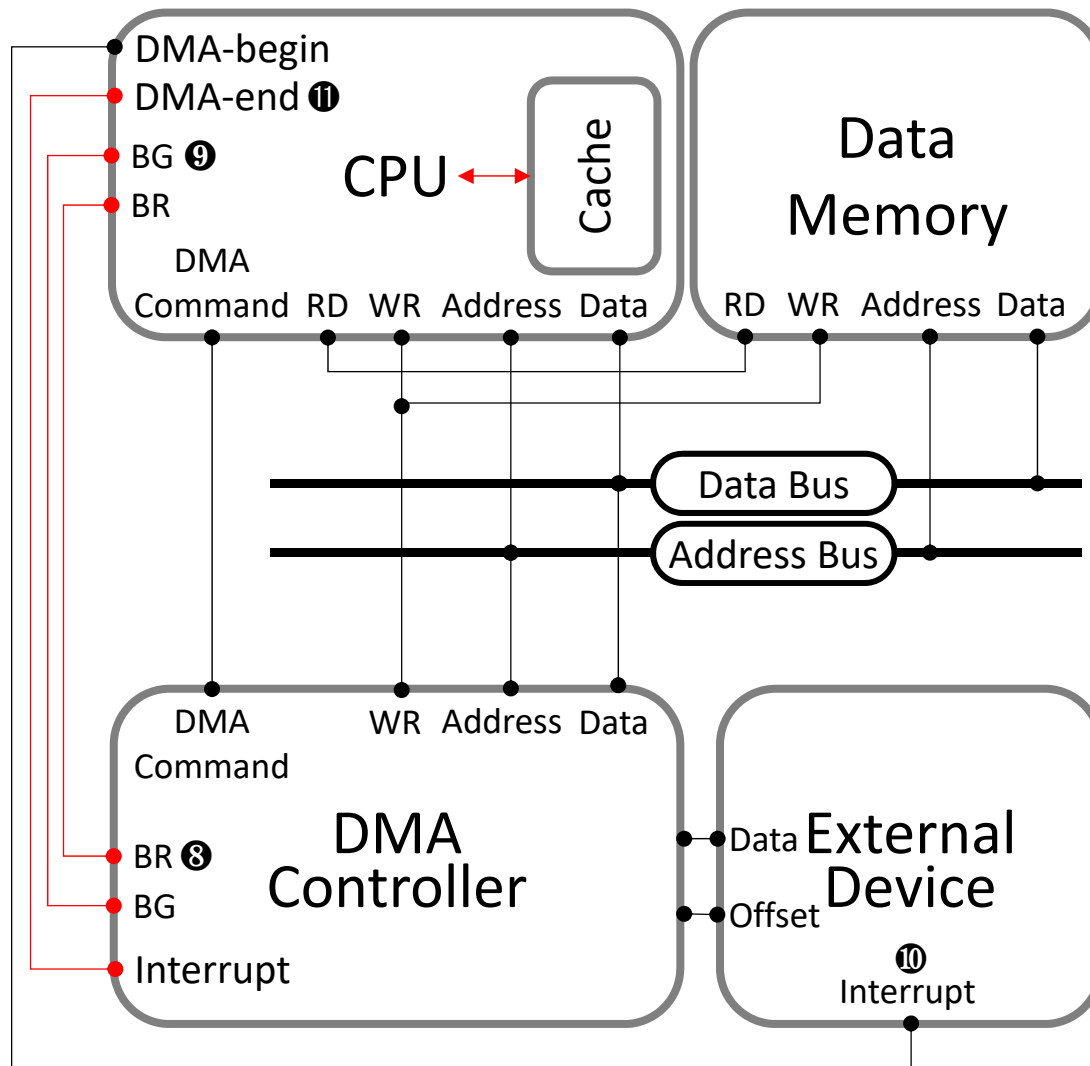 DMA-begin
DMA-end ⓫
BG ❾
BR
CPU
Cache
DMA
Command RD WR Address Data
Data
Memory
RD WR Address Data
Data Bus
Address Bus
DMA
Command
WR Address Data
DMA
Controller
BR ❽
BG
Interrupt
Data
Offset
External
Device
❿
Interrupt